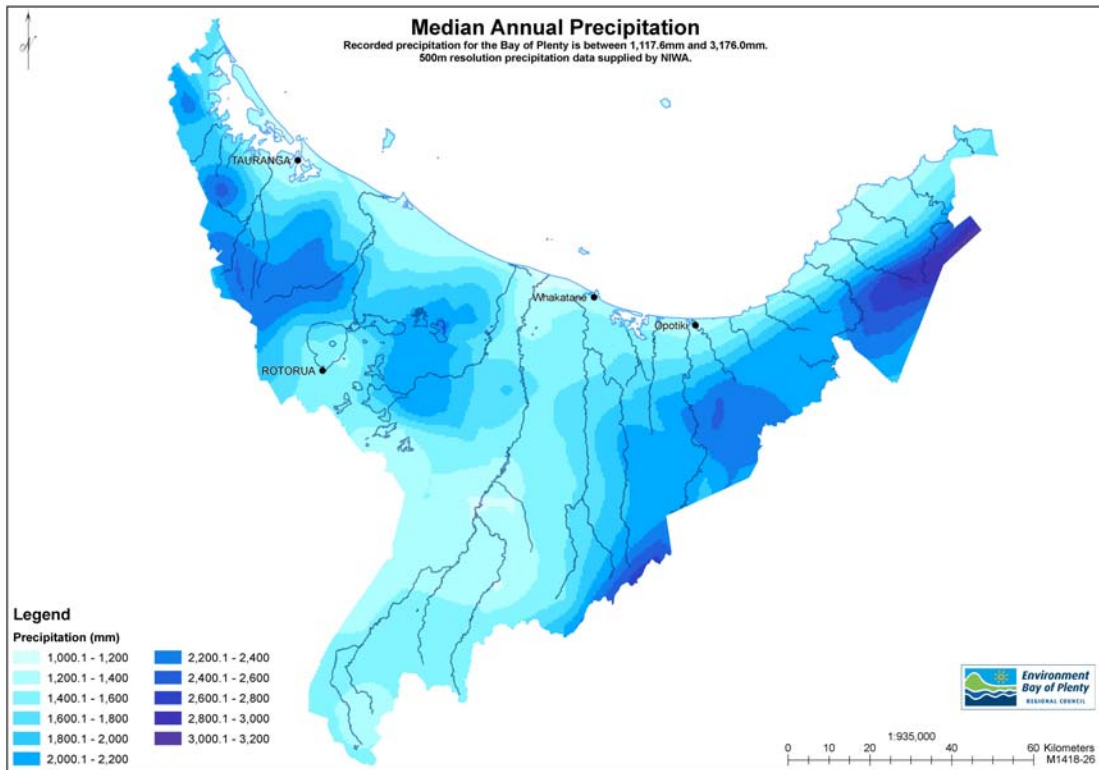 Median Annual Precipitation
Recorded precipitation for the Bay of Plenty is between 1,117.6mm and 3,176.0mm.
500m resolution precipitation data supplied by NIWA.
N
TAURANGA
Whakatane
Opotiki
ROTORUA
Legend
Precipitation (mm)
1,000.1 - 1,200
1,200.1 - 1,400
1,400.1 - 1,600
1,600.1 - 1,800
1,800.1 - 2,000
2,000.1 - 2,200
2,200.1 - 2,400
2,400.1 - 2,600
2,600.1 - 2,800
2,800.1 - 3,000
3,000.1 - 3,200
Environment
Bay of Plenty
REGIONAL COUNCIL
1:935,000
0 5 10 20 30 40 50 60 Kilometers
M1418-26